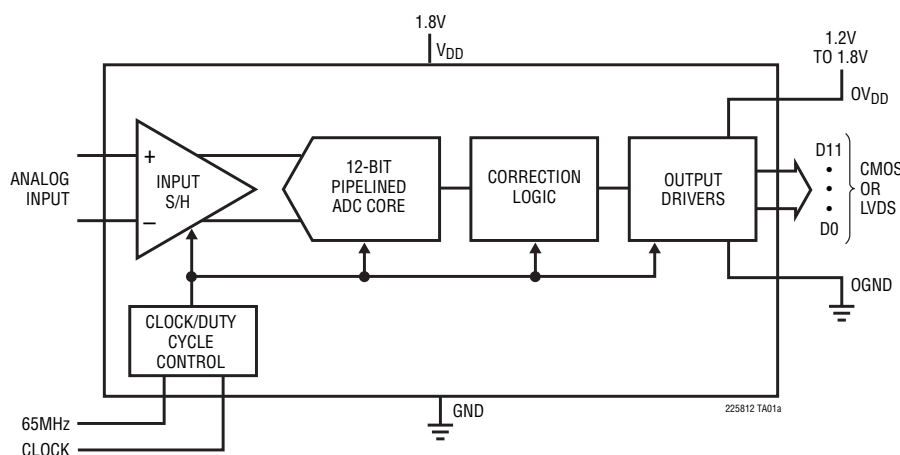 1.8V
VDD
1.2V
TO 1.8V
OVDD
ANALOG
INPUT
+
−
INPUT
S/H
12-BIT
PIPELINED
ADC CORE
CORRECTION
LOGIC
OUTPUT
DRIVERS
D11
•
•
•
D0
CMOS
OR
LVDS
OGND
CLOCK/DUTY
CYCLE
CONTROL
65MHz
CLOCK
GND
225812 TA01a